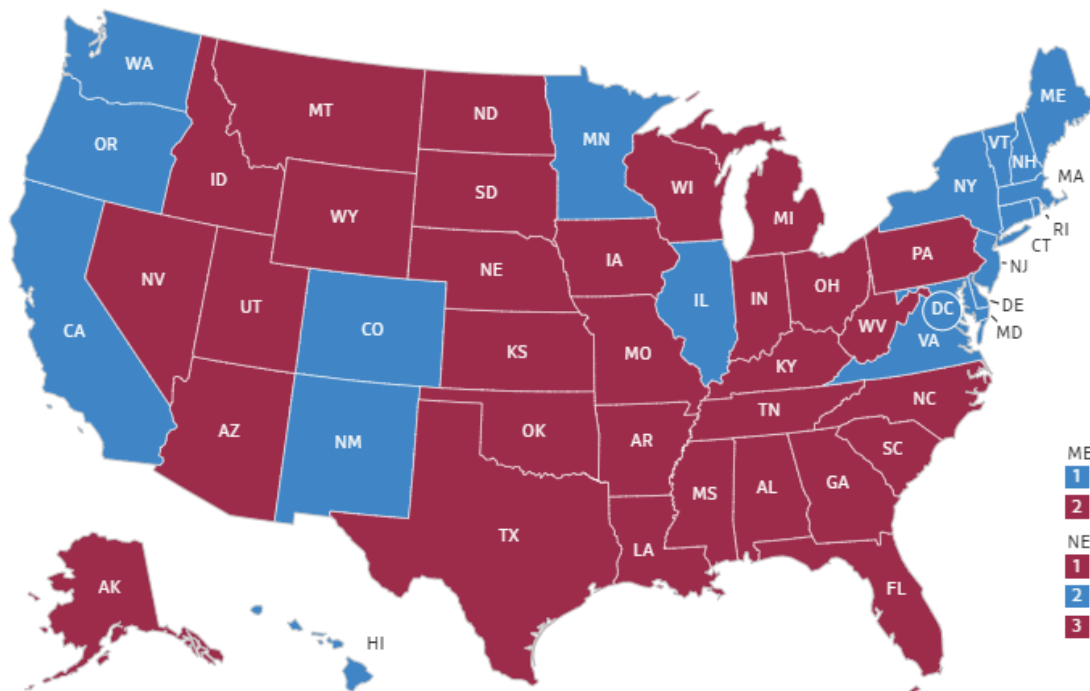 WA
ME
MT
ND
VT
OR
MN
NH
MA
ID
NY
SD
WI
WY
MI
RI
CT
PA
IA
NE
NJ
NV
OH
UT
IL
IN
DE
DC
CA
CO
WV
MD
VA
KS
MO
KY
NC
TN
AZ
OK
AR
NM
SC
ME
1
GA
AL
MS
2
TX
NE
LA
1
AK
FL
2
3
HI